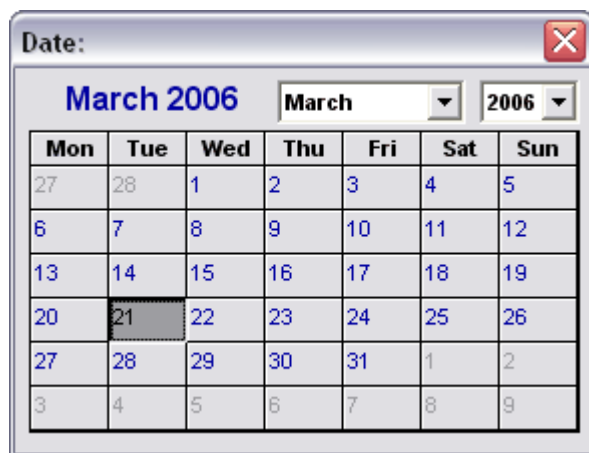 Date:
March 2006 March 2006
Mon Tue Wed Thu Fri Sat Sun
27 28 1 2 3 4 5
6 7 8 9 10 11 12
13 14 15 16 17 18 19
20 21 22 23 24 25 26
27 28 29 30 31 1 2
3 4 5 6 7 8 9